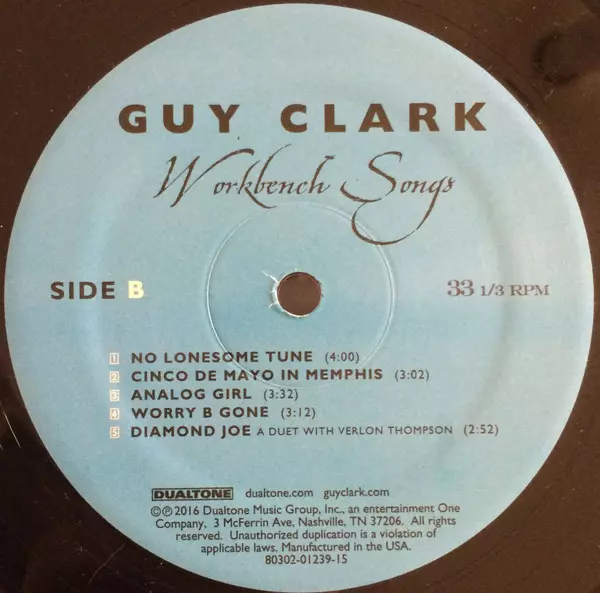 GUY CLARK
Workbench Songs
SIDE B
33 1/3 RPM
1 NO LONESOME TUNE (4:00)
2 CINCO DE MAYO IN MEMPHIS (3:02)
3 ANALOG GIRL (3:32)
4 WORRY B GONE (3:12)
5 DIAMOND JOE A DUET WITH VERLON THOMPSON (2:52)
DUALTONE dualtone.com guyclark.com
©℗ 2016 Dualtone Music Group, Inc., an entertainment One
Company. 3 McFerrin Ave, Nashville, TN 37206. All rights
reserved. Unauthorized duplication is a violation of
applicable laws. Manufactured in the USA.
80302-01239-15